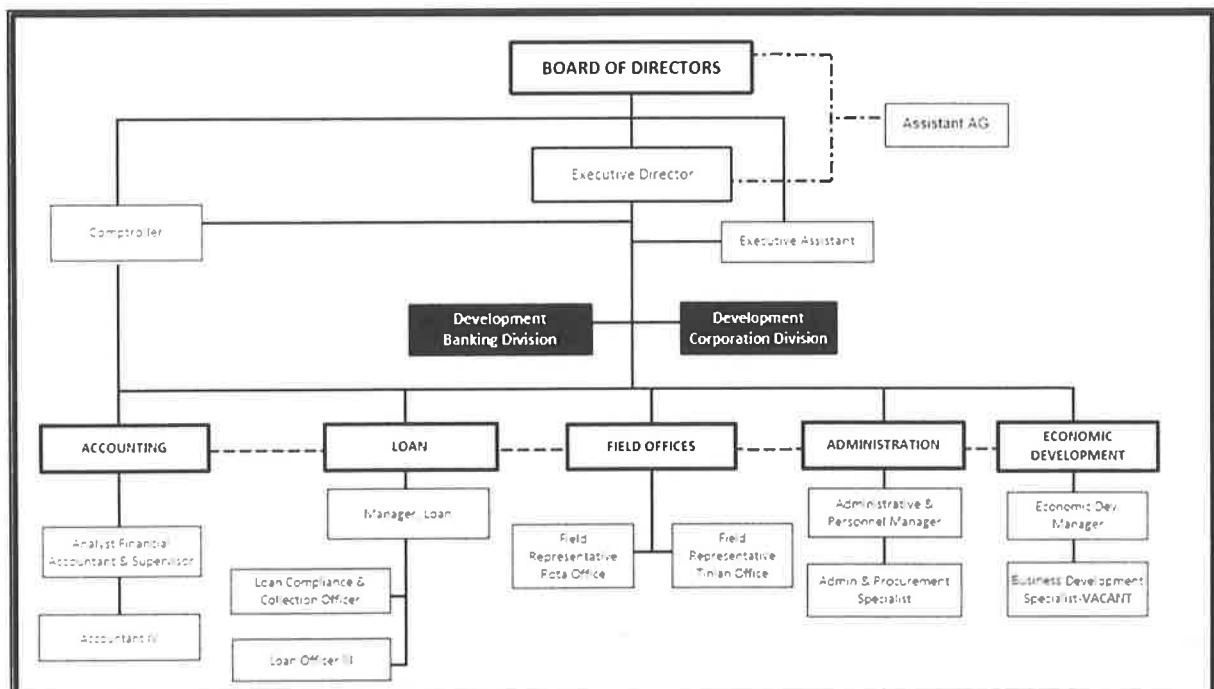 BOARD OF DIRECTORS
Assistant AG
Executive Director
Comptroller
Executive Assistant
Development
Banking Division
Development
Corporation Division
ACCOUNTING
LOAN
FIELD OFFICES
ADMINISTRATION
ECONOMIC
DEVELOPMENT
Analyst Financial
Accountant & Supervisor
Accountant IV
Manager, Loan
Loan Compliance &
Collection Officer
Loan Officer III
Field
Representative
Rota Office
Field
Representative
Tinian Office
Administrative &
Personnel Manager
Admin & Procurement
Specialist
Economic Dev.
Manager
Business Development
Specialist-VACANT